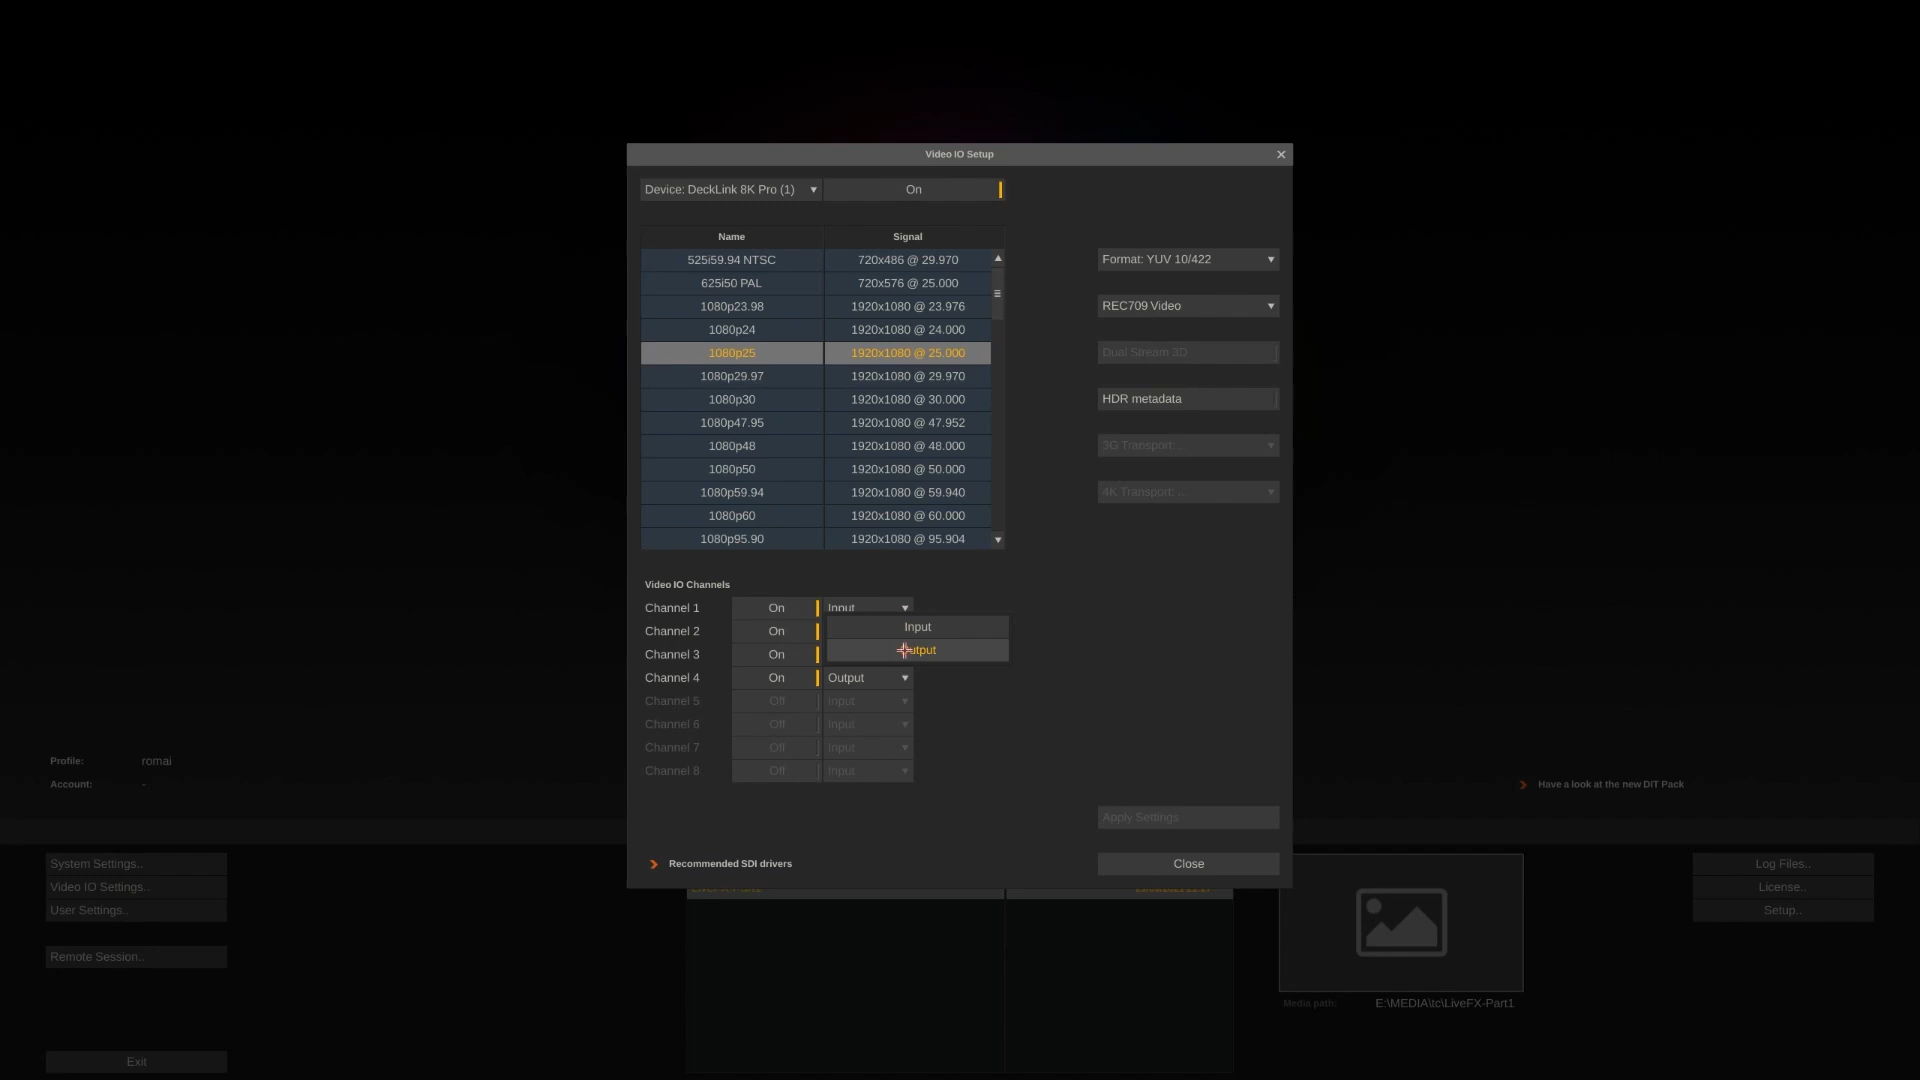 Video IO Setup
Device: DeckLink 8K Pro (1)
On
Name Signal
525i59.94 NTSC 720x486 @ 29.970
625i50 PAL 720x576 @ 25.000
1080p23.98 1920x1080 @ 23.976
1080p24 1920x1080 @ 24.000
1080p25 1920x1080 @ 25.000
1080p29.97 1920x1080 @ 29.970
1080p30 1920x1080 @ 30.000
1080p47.95 1920x1080 @ 47.952
1080p48 1920x1080 @ 48.000
1080p50 1920x1080 @ 50.000
1080p59.94 1920x1080 @ 59.940
1080p60 1920x1080 @ 60.000
1080p95.90 1920x1080 @ 95.904
Format: YUV 10/422
REC709 Video
Dual Stream 3D
HDR metadata
3G Transport: ...
4K Transport: ...
Video IO Channels
Channel 1 On Input
Channel 2 On
Input
Channel 3 On
Output
Channel 4 On Output
Channel 5 Off Input
Channel 6 Off Input
Channel 7 Off Input
Channel 8 Off Input
Apply Settings
Recommended SDI drivers
Close
Profile: romai
Account: -
Have a look at the new DIT Pack
System Settings..
Video IO Settings..
User Settings..
Remote Session..
Exit
Log Files..
License..
Setup..
Media path: E:\MEDIA\tc\LiveFX-Part1